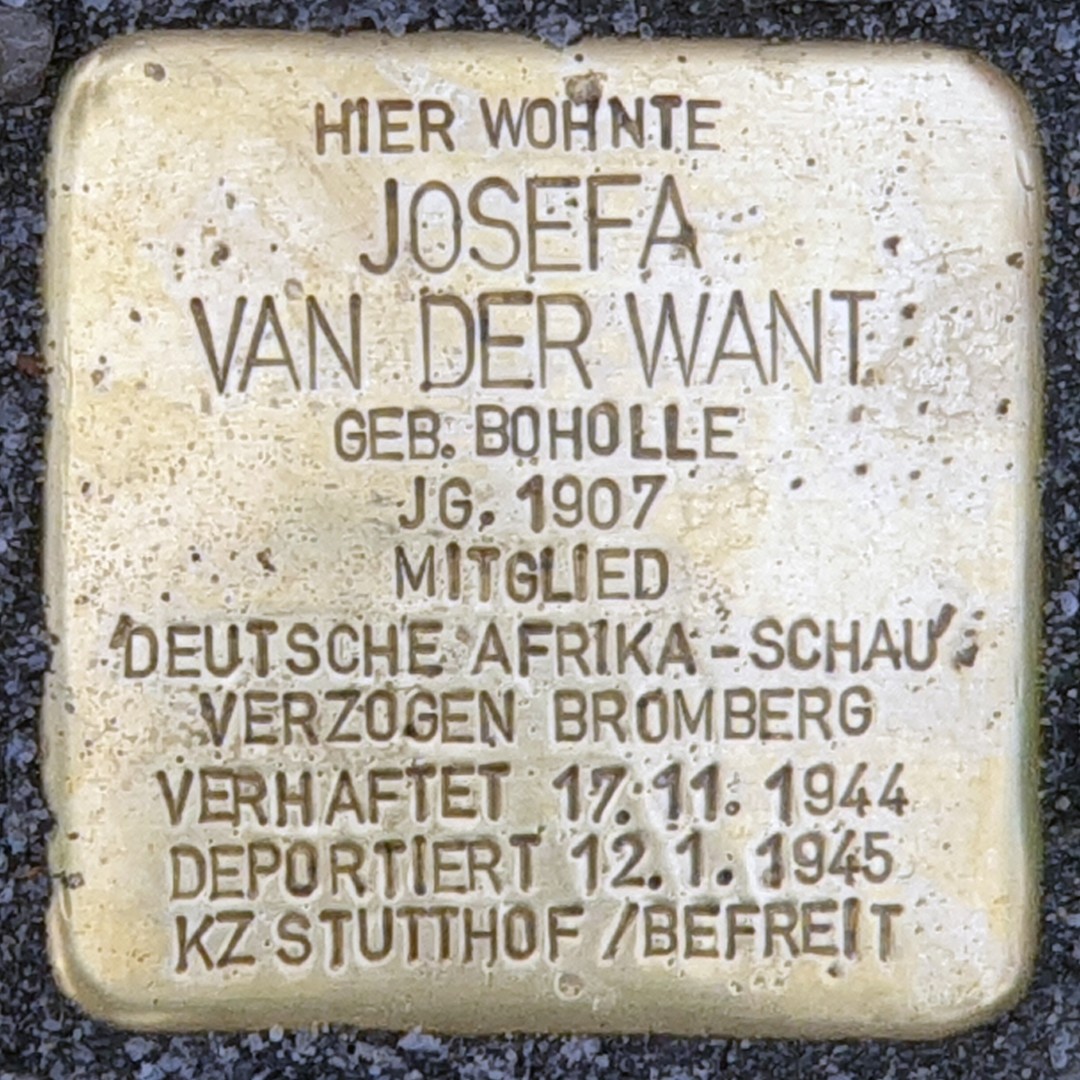 HIER WOHNTE
JOSEFA
VAN DER WANT
GEB. BOHOLLE
JG. 1907
MITGLIED
"DEUTSCHE AFRIKA-SCHAU"
VERZOGEN BROMBERG
VERHAFTET 17.11.1944
DEPORTIERT 12.1.1945
KZ STUTTHOF / BEFREIT